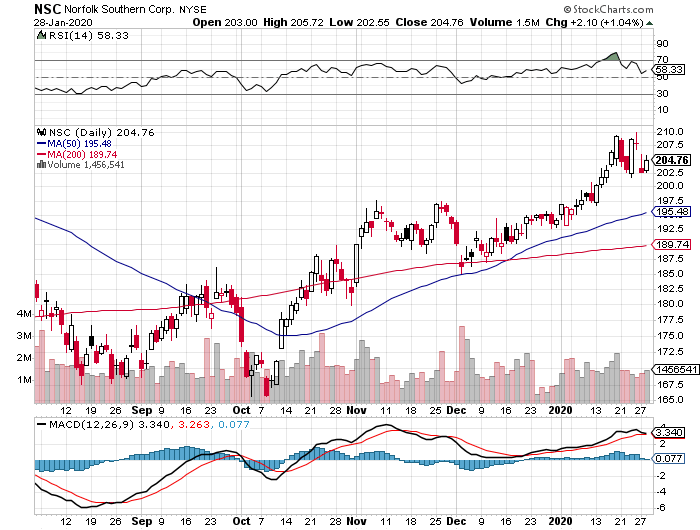 NSC Norfolk Southern Corp. NYSE © StockCharts.com
28-Jan-2020 Open 203.00 High 205.72 Low 202.55 Close 204.76 Volume 1.5M Chg +2.10 (+1.04%)
RSI(14) 58.33
90
70
58.33
50
30
10
NSC (Daily) 204.76
MA(50) 195.48
MA(200) 189.74
Volume 1,456,541
210.0
207.5
204.76
202.5
200.0
197.5
195.48
192.5
189.74
187.5
185.0
182.5
180.0
177.5
175.0
172.5
1456541
167.5
165.0
4M
3M
2M
1M
12 19 26 Sep 9 16 23 Oct 7 14 21 28 Nov 11 18 25 Dec 9 16 23 2020 13 21 27
MACD(12,26,9) 3.340, 3.263, 0.077
4
3.340
2
0.077
-2
-4
12 19 26 Sep 9 16 23 Oct 7 14 21 28 Nov 11 18 25 Dec 9 16 23 2020 13 21 27